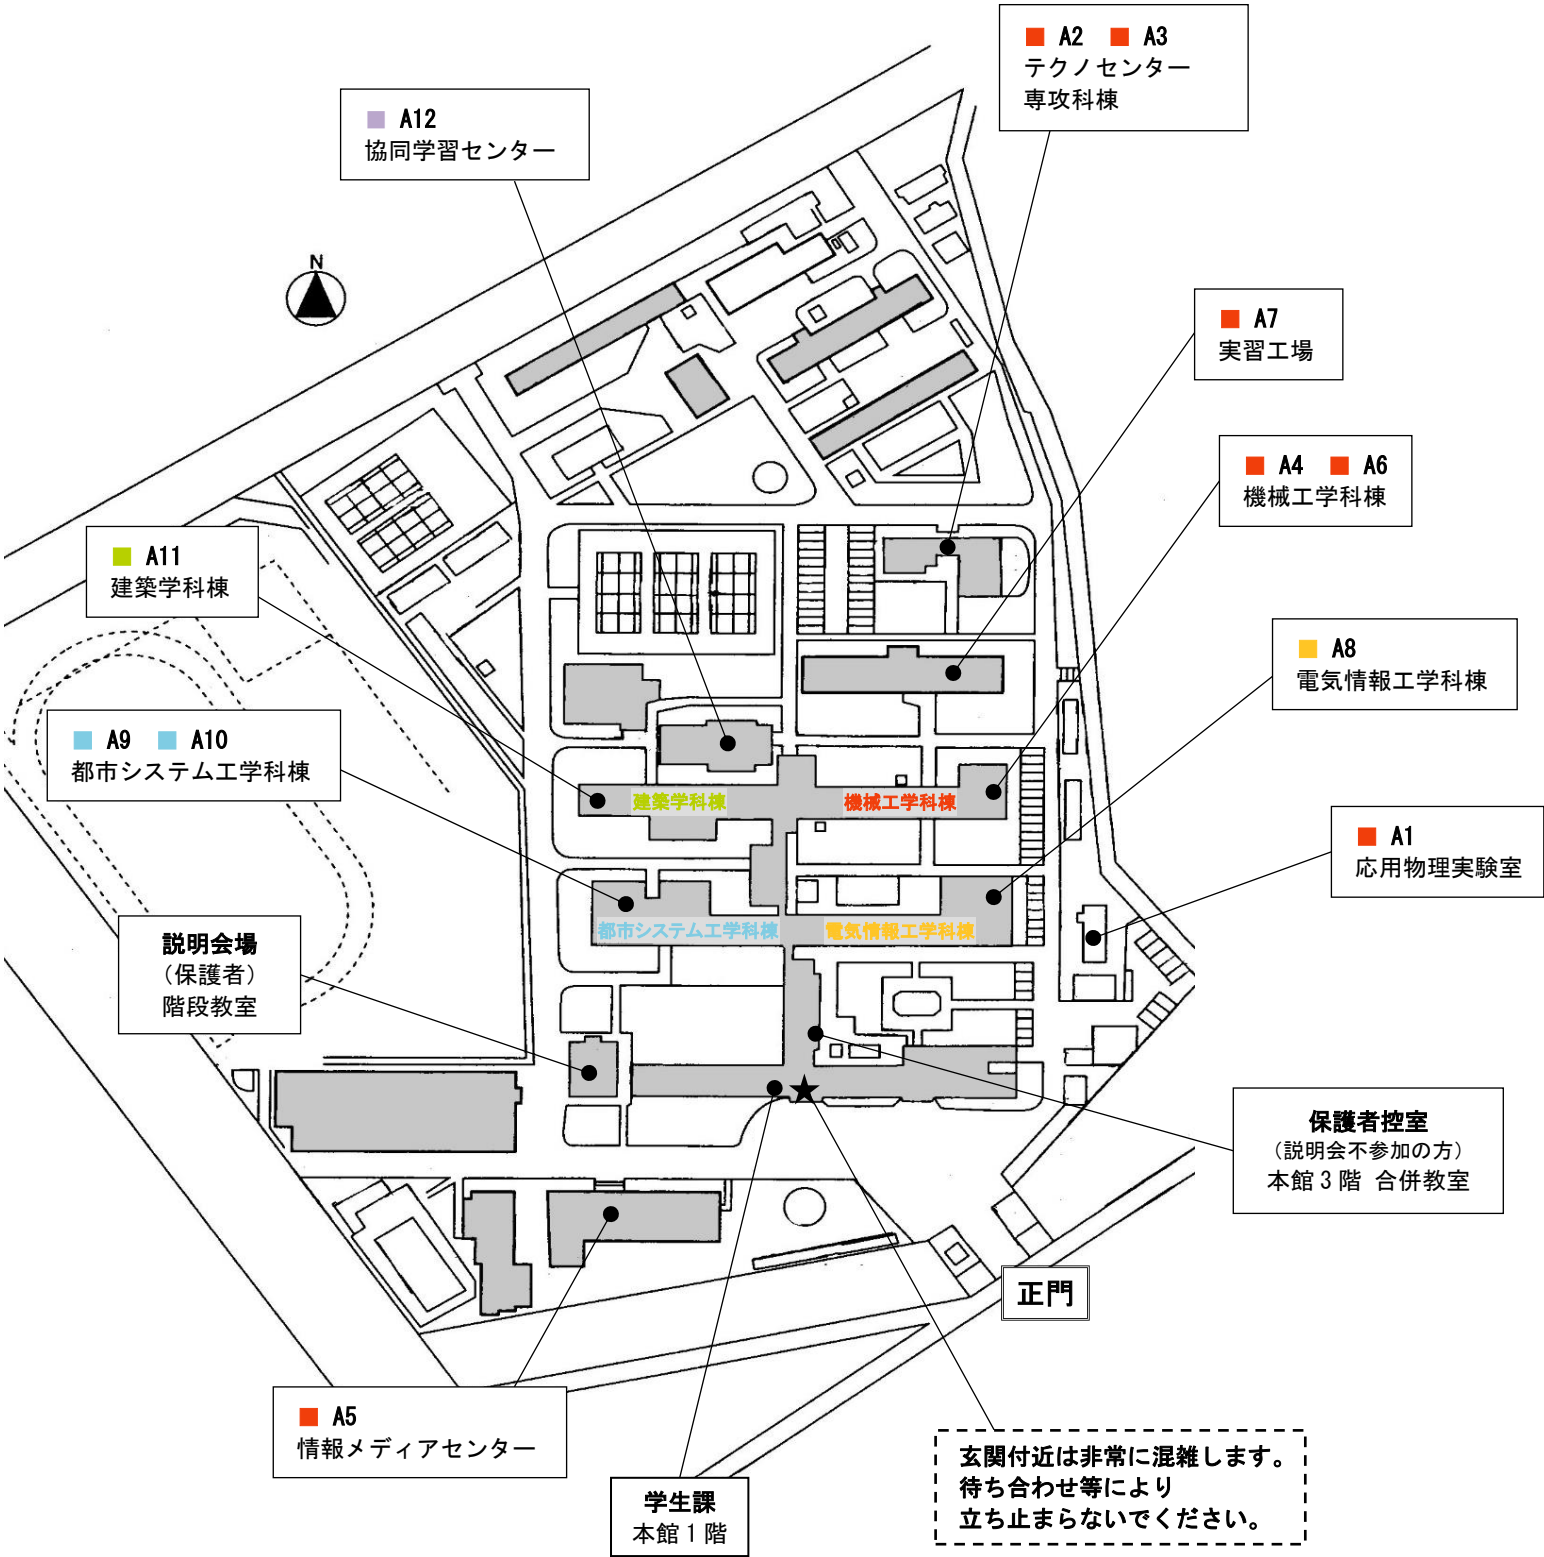 ■ A2 ■ A3
テクノセンター
専攻科棟
■ A12
協同学習センター
N
■ A7
実習工場
■ A4 ■ A6
機械工学科棟
■ A11
建築学科棟
■ A8
電気情報工学科棟
■ A9 ■ A10
都市システム工学科棟
建築学科棟
機械工学科棟
■ A1
応用物理実験室
都市システム工学科棟
電気情報工学科棟
説明会場
（保護者）
階段教室
保護者控室
（説明会不参加の方）
本館３階 合併教室
正門
■ A5
情報メディアセンター
学生課
本館１階
玄関付近は非常に混雑します。
待ち合わせ等により
立ち止まらないでください。